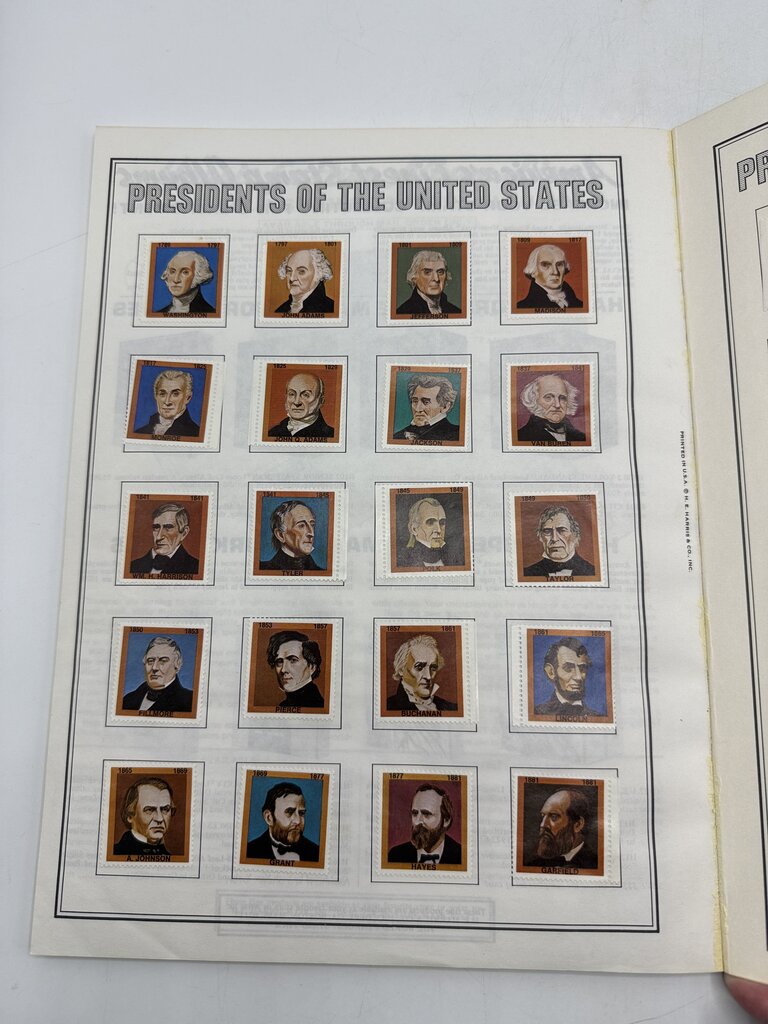 PRESIDENTS OF THE UNITED STATES
PR
1789 1797
WASHINGTON
1797 1801
JOHN ADAMS
1801 1809
JEFFERSON
1809 1817
MADISON
1817 1825
MONROE
1825 1829
JOHN Q. ADAMS
1829 1837
JACKSON
1837 1841
VAN BUREN
1841 1841
WM. H. HARRISON
1841 1845
TYLER
1845 1849
POLK
1849
TAYLOR
1850 1853
FILLMORE
1853 1857
PIERCE
1857 1861
BUCHANAN
1861 1865
LINCOLN
1865 1869
A. JOHNSON
1869 1877
GRANT
1877 1881
HAYES
1881 1881
GARFIELD
PRINTED IN U.S.A. © H. E. HARRIS & CO., INC.